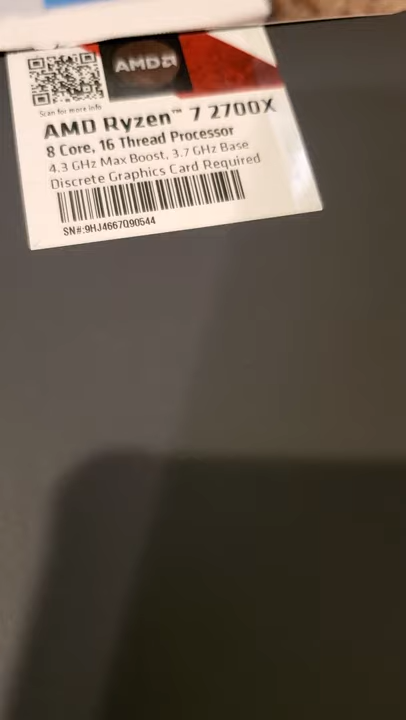 AMD
Scan for more info
AMD Ryzen™ 7 2700X
8 Core, 16 Thread Processor
4.3 GHz Max Boost, 3.7 GHz Base
Discrete Graphics Card Required
SN#:9HJ4667Q90544